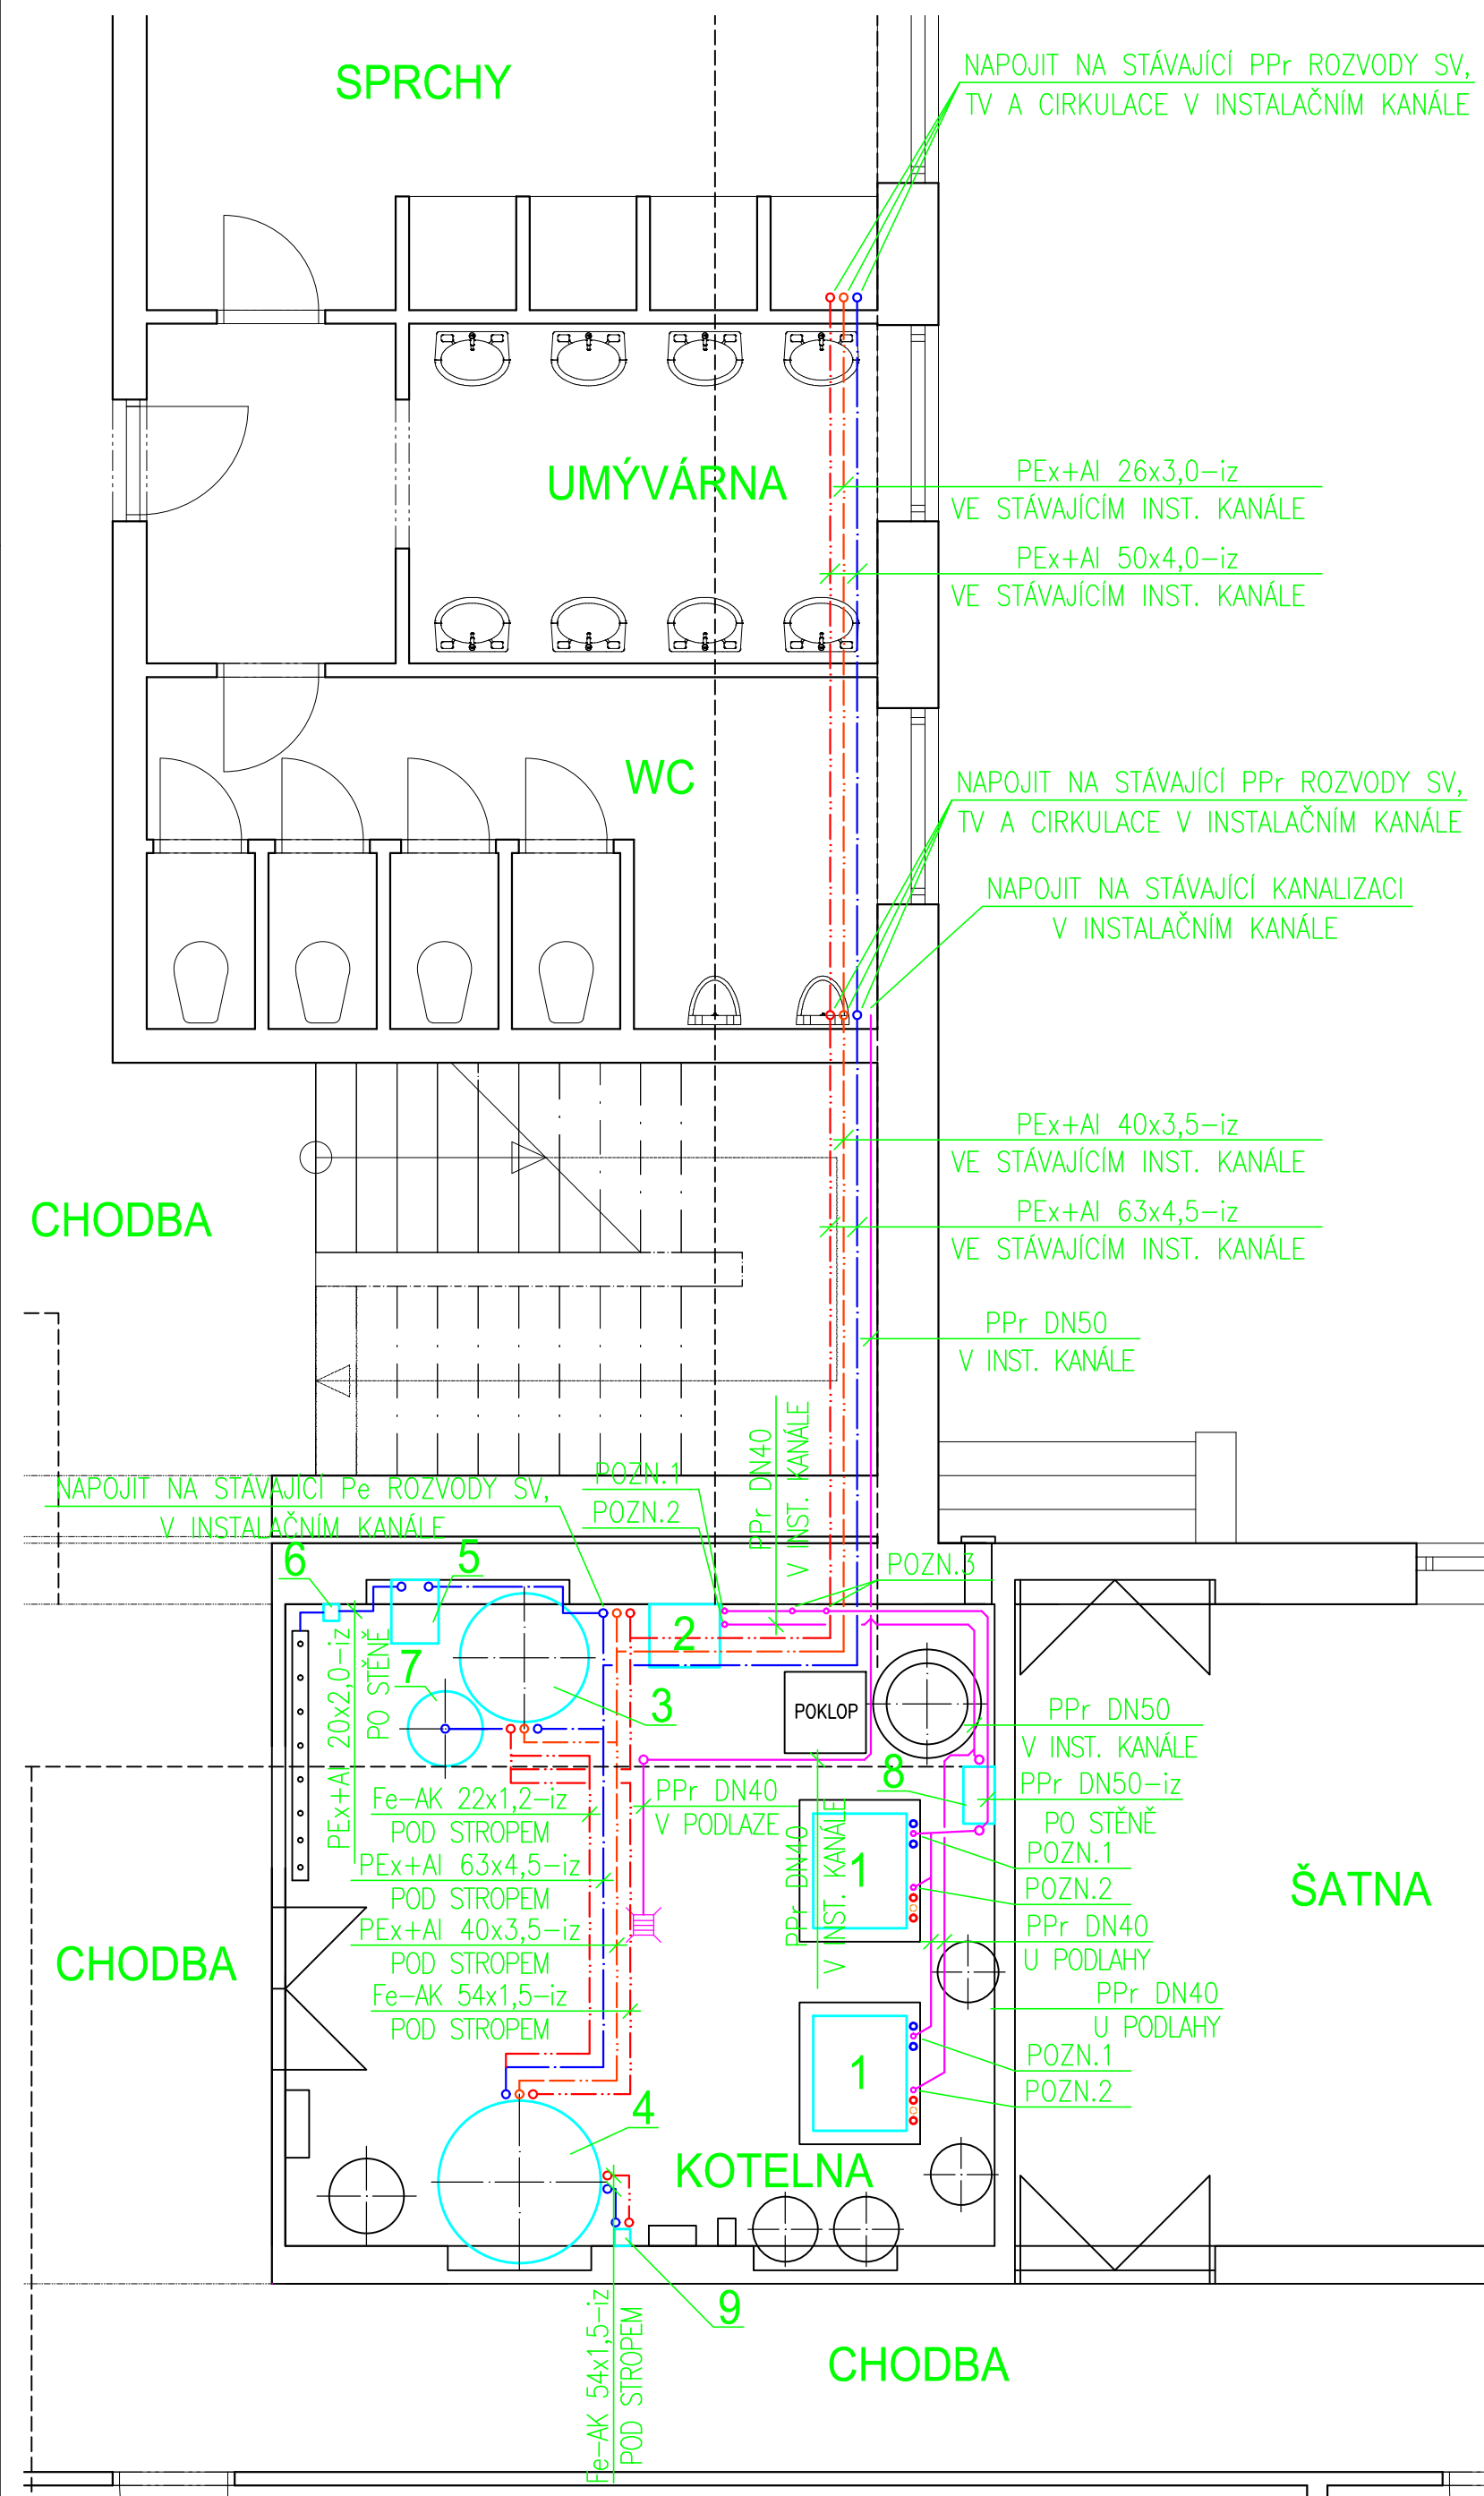 SPRCHY
NAPOJIT NA STÁVAJÍCÍ PPr ROZVODY SV,
TV A CIRKULACE V INSTALAČNÍM KANÁLE
UMÝVÁRNA
PEx+Al 26x3,0-iz
VE STÁVAJÍCÍM INST. KANÁLE
PEx+Al 50x4,0-iz
VE STÁVAJÍCÍM INST. KANÁLE
WC
NAPOJIT NA STÁVAJÍCÍ PPr ROZVODY SV,
TV A CIRKULACE V INSTALAČNÍM KANÁLE
NAPOJIT NA STÁVAJÍCÍ KANALIZACI
V INSTALAČNÍM KANÁLE
PEx+Al 40x3,5-iz
VE STÁVAJÍCÍM INST. KANÁLE
CHODBA
PEx+Al 63x4,5-iz
VE STÁVAJÍCÍM INST. KANÁLE
PPr DN50
V INST. KANÁLE
PPr DN40
V INST. KANÁLE
NAPOJIT NA STÁVAJÍCÍ Pe ROZVODY SV,
V INSTALAČNÍM KANÁLE
POZN.1
POZN.2
POZN.3
6
5
2
7
3
POKLOP
PEx+Al 20x2,0-iz
PO STĚNĚ
PPr DN50
V INST. KANÁLE
8
PPr DN50-iz
PO STĚNĚ
Fe-AK 22x1,2-iz
POD STROPEM
PPr DN40
V PODLAZE
PPr DN40
V INST. KANÁLE
PEx+Al 63x4,5-iz
POD STROPEM
1
POZN.1
POZN.2
ŠATNA
PEx+Al 40x3,5-iz
POD STROPEM
PPr DN40
U PODLAHY
CHODBA
Fe-AK 54x1,5-iz
POD STROPEM
PPr DN40
U PODLAHY
1
POZN.1
POZN.2
4
KOTELNA
9
Fe-AK 54x1,5-iz
POD STROPEM
CHODBA